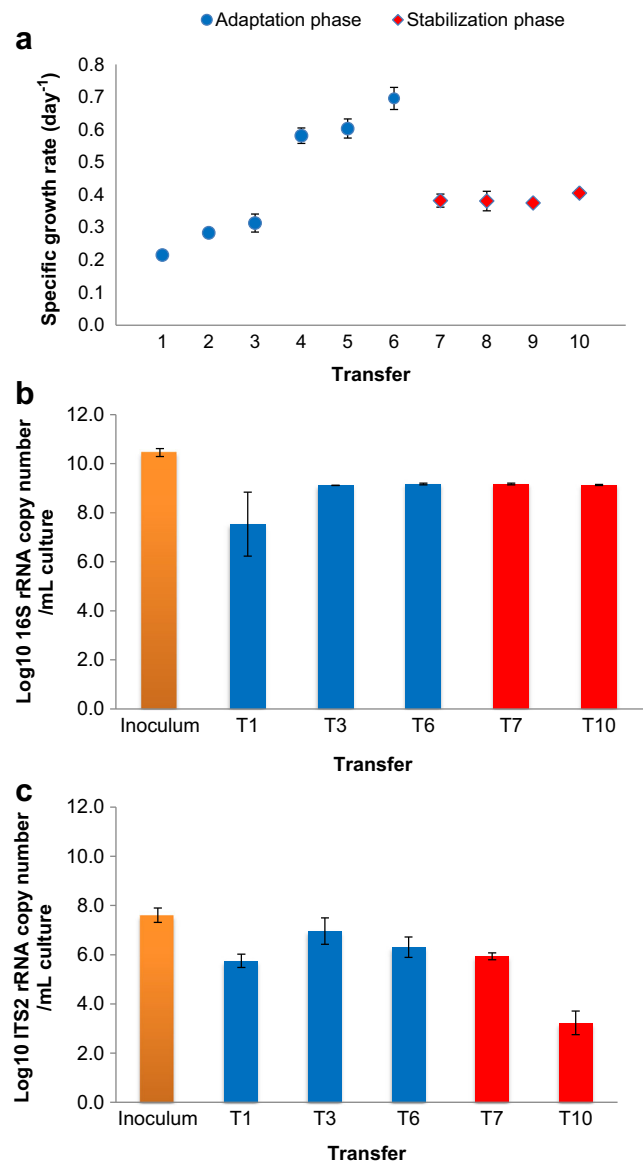 Adaptation phase Stabilization phase
a
Specific growth rate (day-1)
0.8
0.7
0.6
0.5
0.4
0.3
0.2
0.1
0.0
1 2 3 4 5 6 7 8 9 10
Transfer
b
Log10 16S rRNA copy number
/mL culture
12.0
10.0
8.0
6.0
4.0
2.0
0.0
Inoculum T1 T3 T6 T7 T10
Transfer
c
Log10 ITS2 rRNA copy number
/mL culture
12.0
10.0
8.0
6.0
4.0
2.0
0.0
Inoculum T1 T3 T6 T7 T10
Transfer